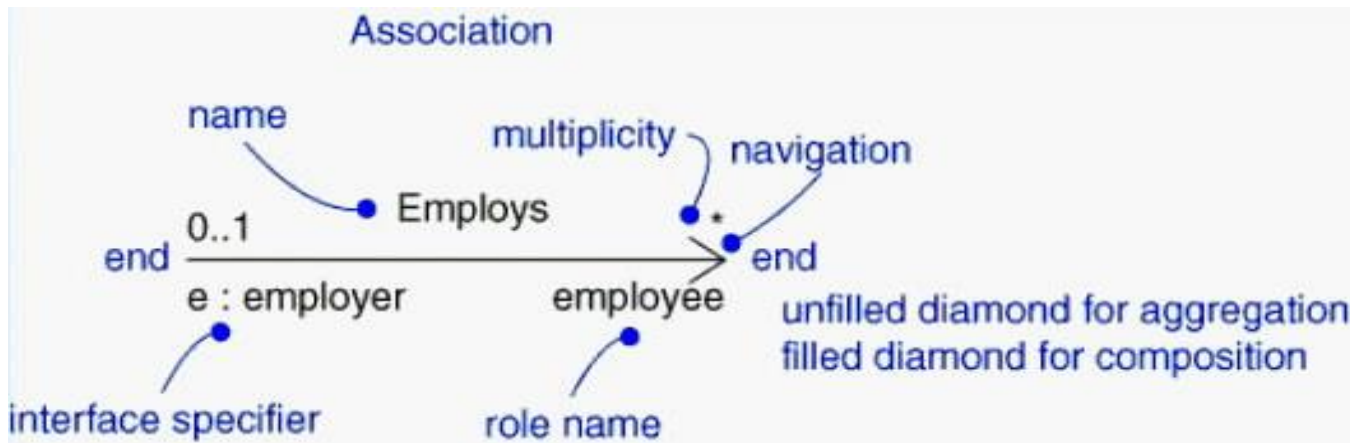 Association
name
multiplicity
navigation
Employs
*
0..1
end
end
e : employer
employee
unfilled diamond for aggregation
filled diamond for composition
interface specifier
role name